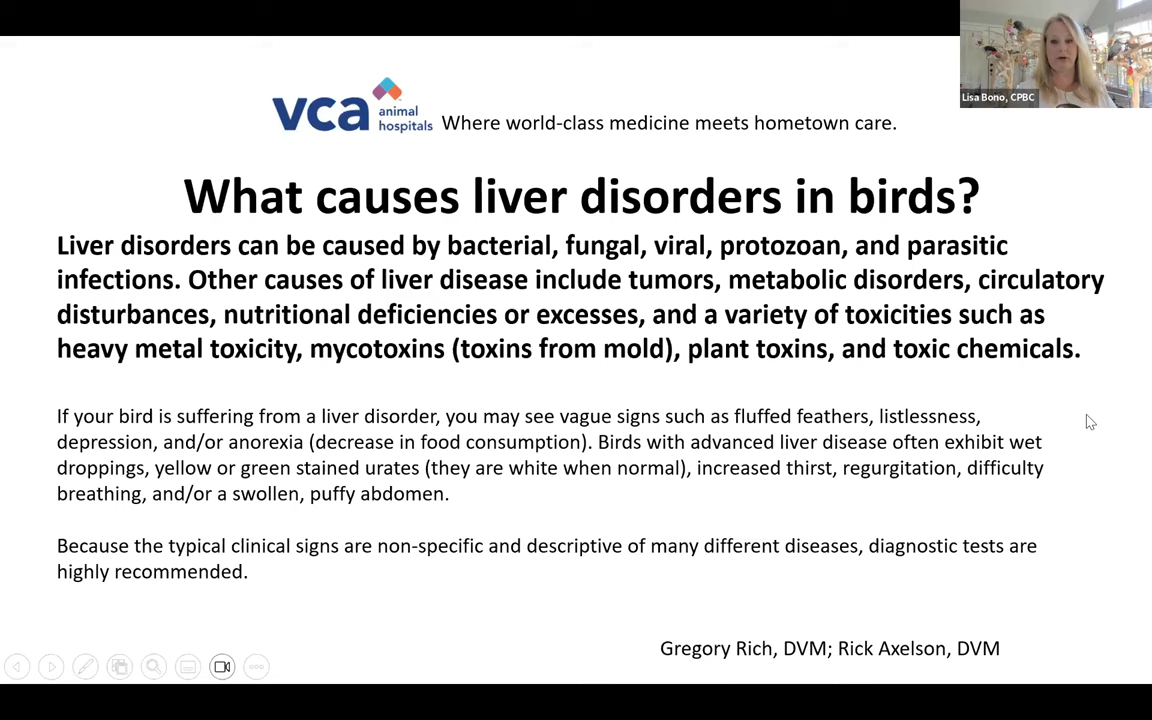 Lisa Bono, CPBC
vca animal hospitals Where world-class medicine meets hometown care.
What causes liver disorders in birds?
Liver disorders can be caused by bacterial, fungal, viral, protozoan, and parasitic
infections. Other causes of liver disease include tumors, metabolic disorders, circulatory
disturbances, nutritional deficiencies or excesses, and a variety of toxicities such as
heavy metal toxicity, mycotoxins (toxins from mold), plant toxins, and toxic chemicals.
If your bird is suffering from a liver disorder, you may see vague signs such as fluffed feathers, listlessness,
depression, and/or anorexia (decrease in food consumption). Birds with advanced liver disease often exhibit wet
droppings, yellow or green stained urates (they are white when normal), increased thirst, regurgitation, difficulty
breathing, and/or a swollen, puffy abdomen.
Because the typical clinical signs are non-specific and descriptive of many different diseases, diagnostic tests are
highly recommended.
Gregory Rich, DVM; Rick Axelson, DVM